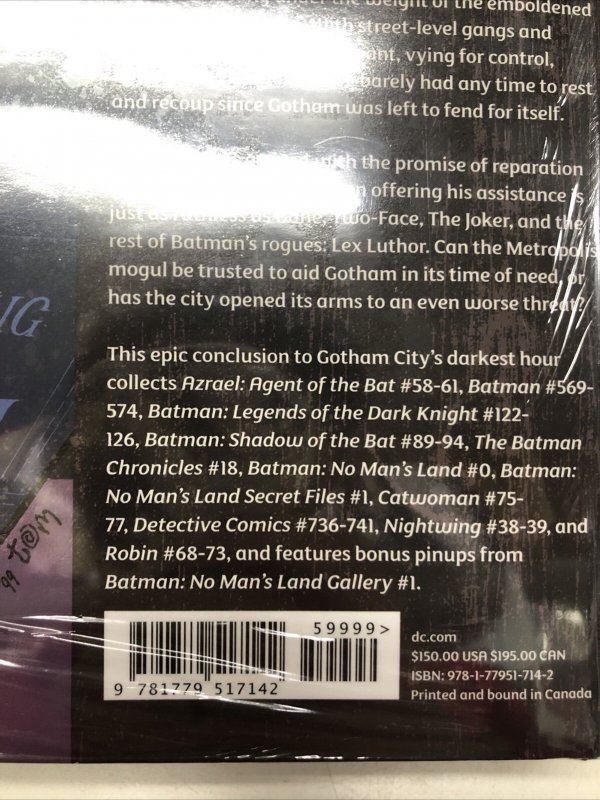 under the weight of the emboldened
street-level gangs and
vying for control,
barely had any time to rest
and recoup since Gotham was left to fend for itself.
with the promise of reparation
offering his assistance is
just as ruthless as Bane, Two-Face, The Joker, and the
rest of Batman's rogues: Lex Luthor. Can the Metropolis
mogul be trusted to aid Gotham in its time of need, or
has the city opened its arms to an even worse threat?
This epic conclusion to Gotham City's darkest hour
collects Azrael: Agent of the Bat #58-61, Batman #569-
574, Batman: Legends of the Dark Knight #122-
126, Batman: Shadow of the Bat #89-94, The Batman
Chronicles #18, Batman: No Man's Land #0, Batman:
No Man's Land Secret Files #1, Catwoman #75-
77, Detective Comics #736-741, Nightwing #38-39, and
Robin #68-73, and features bonus pinups from
Batman: No Man's Land Gallery #1.
59999>
9 781779 517142
dc.com
$150.00 USA $195.00 CAN
ISBN: 978-1-77951-714-2
Printed and bound in Canada
NG
t@m
99